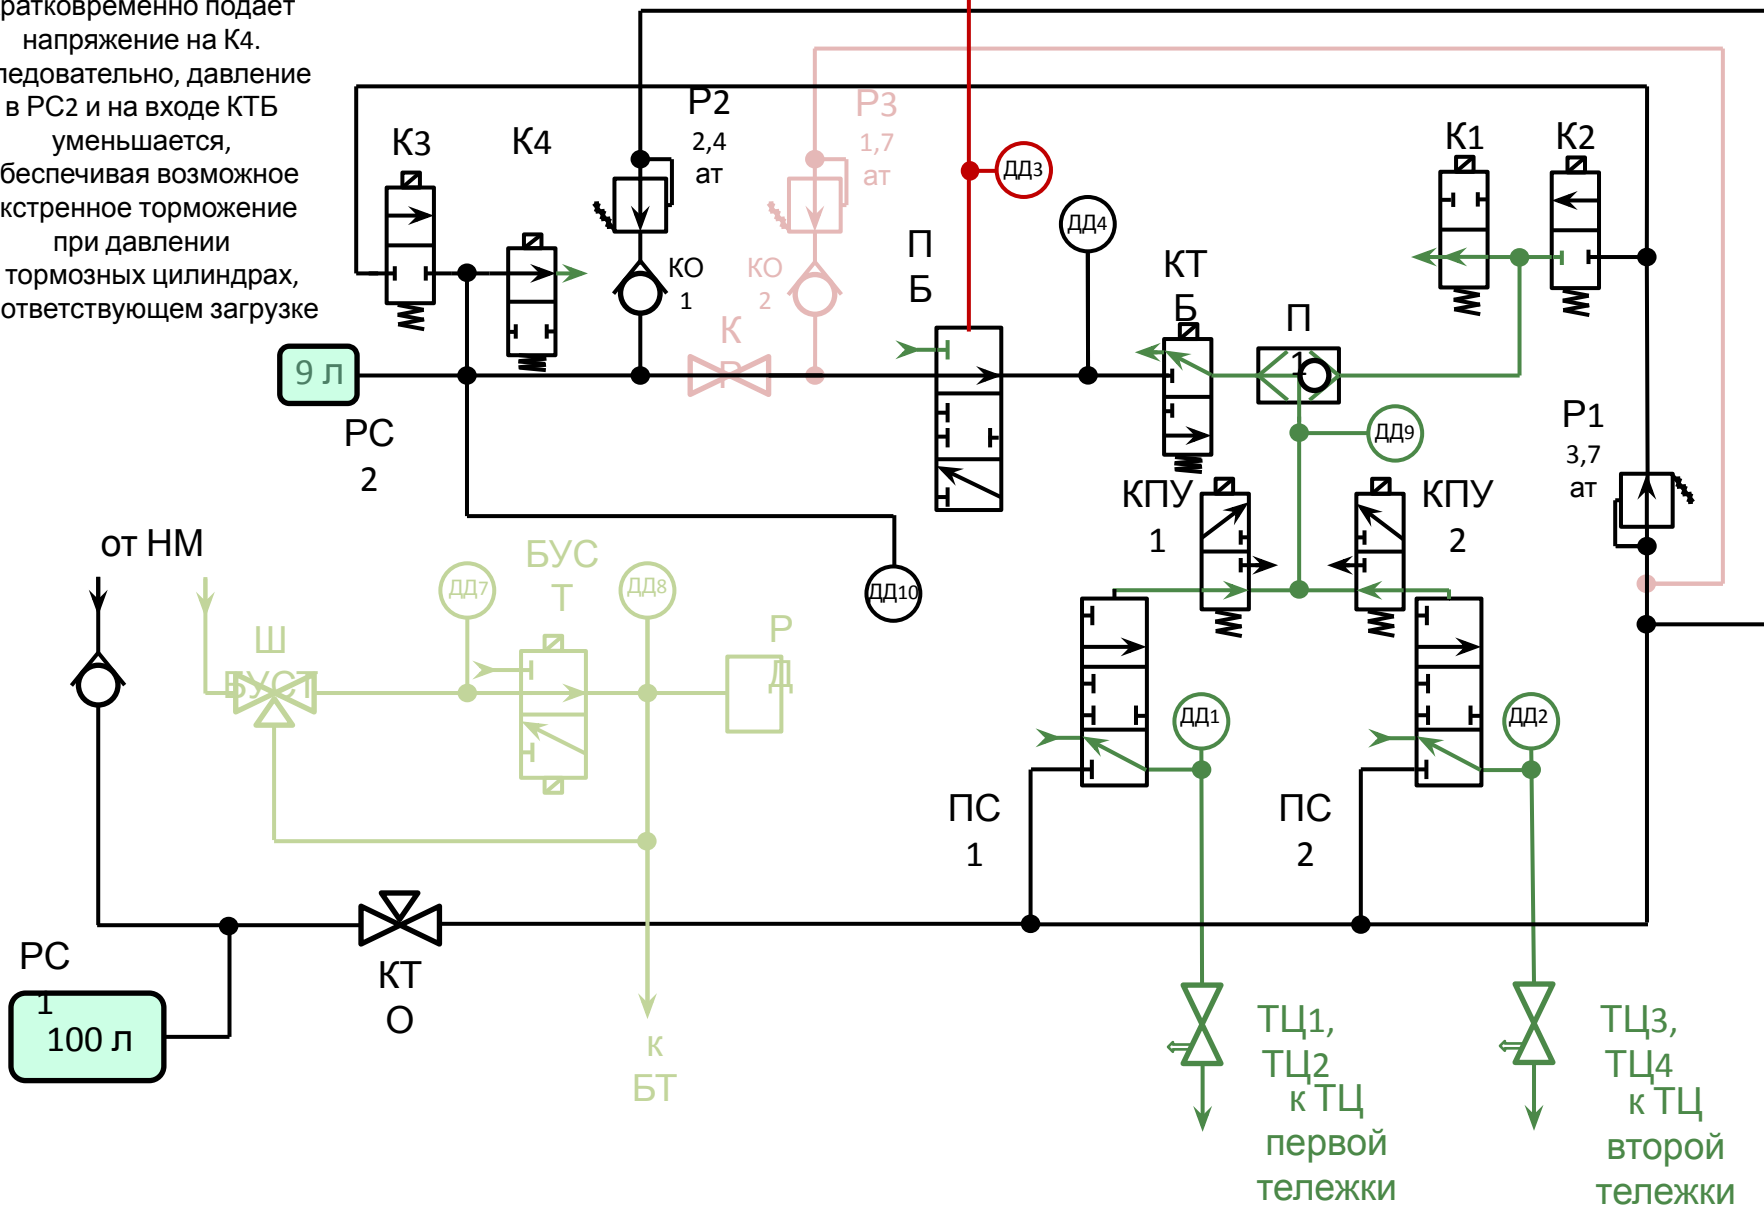 ратковременно подает
напряжение на К4.
ледовательно, давление
в РС2 и на входе КТБ
уменьшается,
беспечивая возможное
кстренное торможение
при давлении
тормозных цилиндрах,
ответствующем загрузке
К3
К4
Р2
2,4
ат
Р3
1,7
ат
ДД3
ДД4
К1
К2
КО
1
КО
2
П
Б
КТ
Б
П
1
К
Р
9 л
РС
2
ДД9
Р1
3,7
ат
КПУ
1
КПУ
2
от НМ
ДД7
БУС
Т
ДД8
ДД10
Ш
БУСТ
Р
Д
ДД1
ДД2
ПС
1
ПС
2
РС
1
100 л
КТ
О
к
БТ
ТЦ1,
ТЦ2
к ТЦ
первой
тележки
ТЦ3,
ТЦ4
к ТЦ
второй
тележки